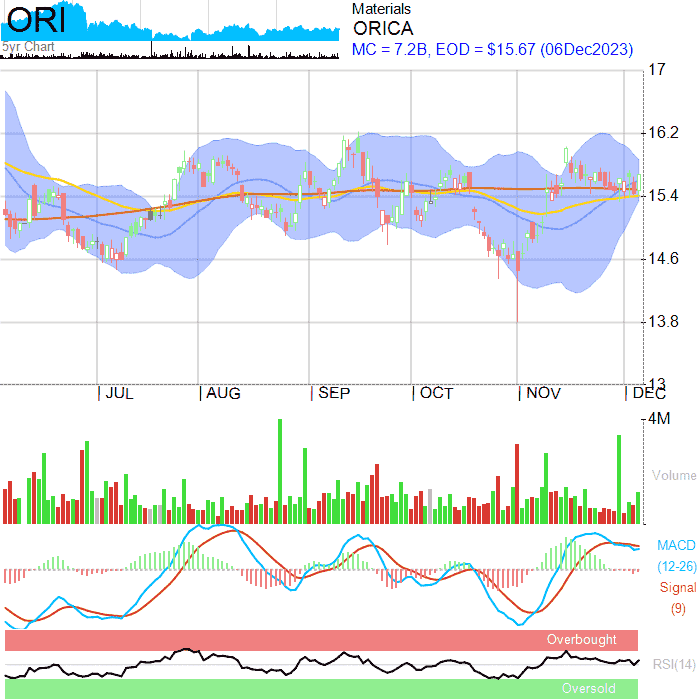 ORI
5yr Chart
Materials
ORICA
MC = 7.2B, EOD = $15.67 (06Dec2023)
17
16.2
15.4
14.6
13.8
13
JUL
AUG
SEP
OCT
NOV
DEC
4M
Volume
MACD
(12-26)
Signal
(9)
Overbought
RSI(14)
Oversold